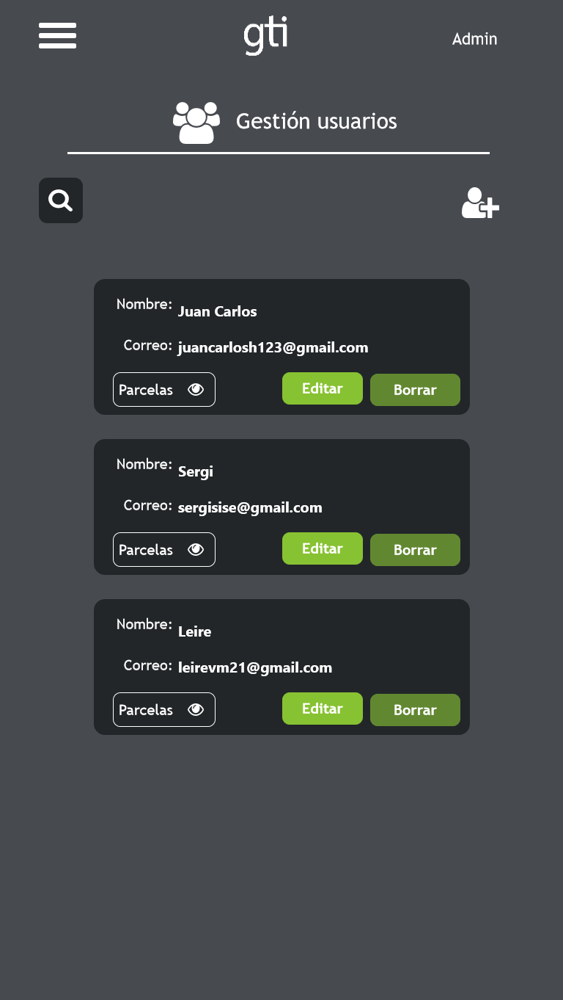 gti
Admin
Gestión usuarios
Nombre: Juan Carlos
Correo: juancarlosh123@gmail.com
Parcelas Editar Borrar
Nombre: Sergi
Correo: sergisise@gmail.com
Parcelas Editar Borrar
Nombre: Leire
Correo: leirevm21@gmail.com
Parcelas Editar Borrar